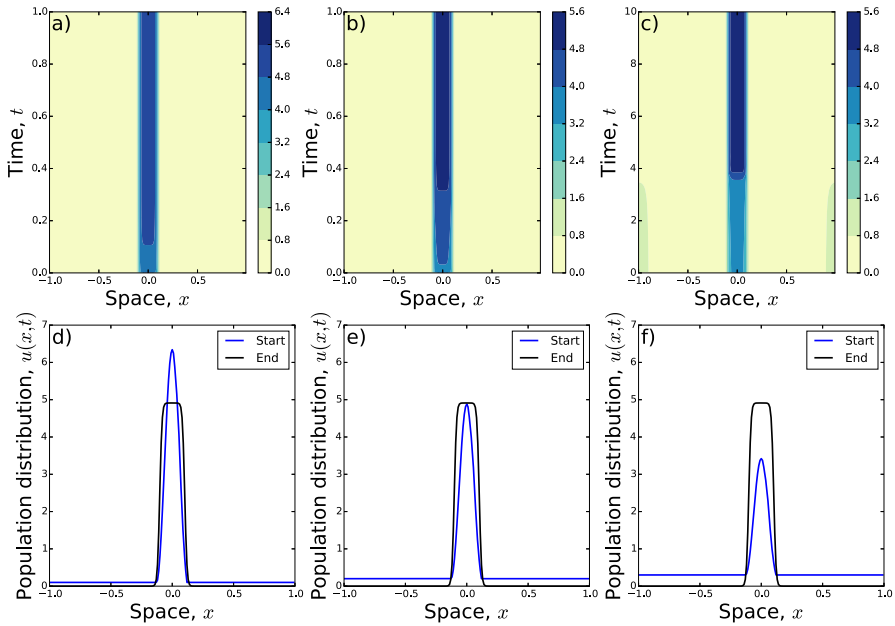 a)
1.0
0.8
0.6
0.4
0.2
0.0
−1.0 −0.5 0.0 0.5
Time, t
Space, x
6.4
5.6
4.8
4.0
3.2
2.4
1.6
0.8
0.0
b)
1.0
0.8
0.6
0.4
0.2
0.0
−1.0 −0.5 0.0 0.5
Time, t
Space, x
5.6
4.8
4.0
3.2
2.4
1.6
0.8
0.0
c)
10
8
6
4
2
0
−1.0 −0.5 0.0 0.5
Time, t
Space, x
5.6
4.8
4.0
3.2
2.4
1.6
0.8
0.0
d)
7
6
5
4
3
2
1
0
−1.0 −0.5 0.0 0.5 1.0
Population distribution, u(x,t)
Space, x
Start
End
e)
7
6
5
4
3
2
1
0
−1.0 −0.5 0.0 0.5 1.0
Population distribution, u(x,t)
Space, x
Start
End
f)
7
6
5
4
3
2
1
0
−1.0 −0.5 0.0 0.5 1.0
Population distribution, u(x,t)
Space, x
Start
End